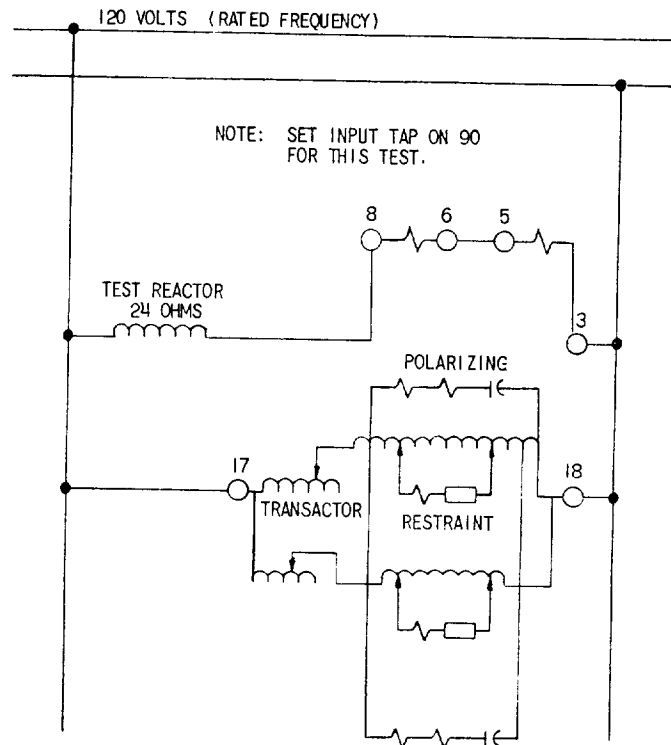 120 VOLTS (RATED FREQUENCY)
NOTE: SET INPUT TAP ON 90
FOR THIS TEST.
8
6
5
TEST REACTOR
24 OHMS
3
POLARIZING
17
18
TRANSACTOR
RESTRAINT